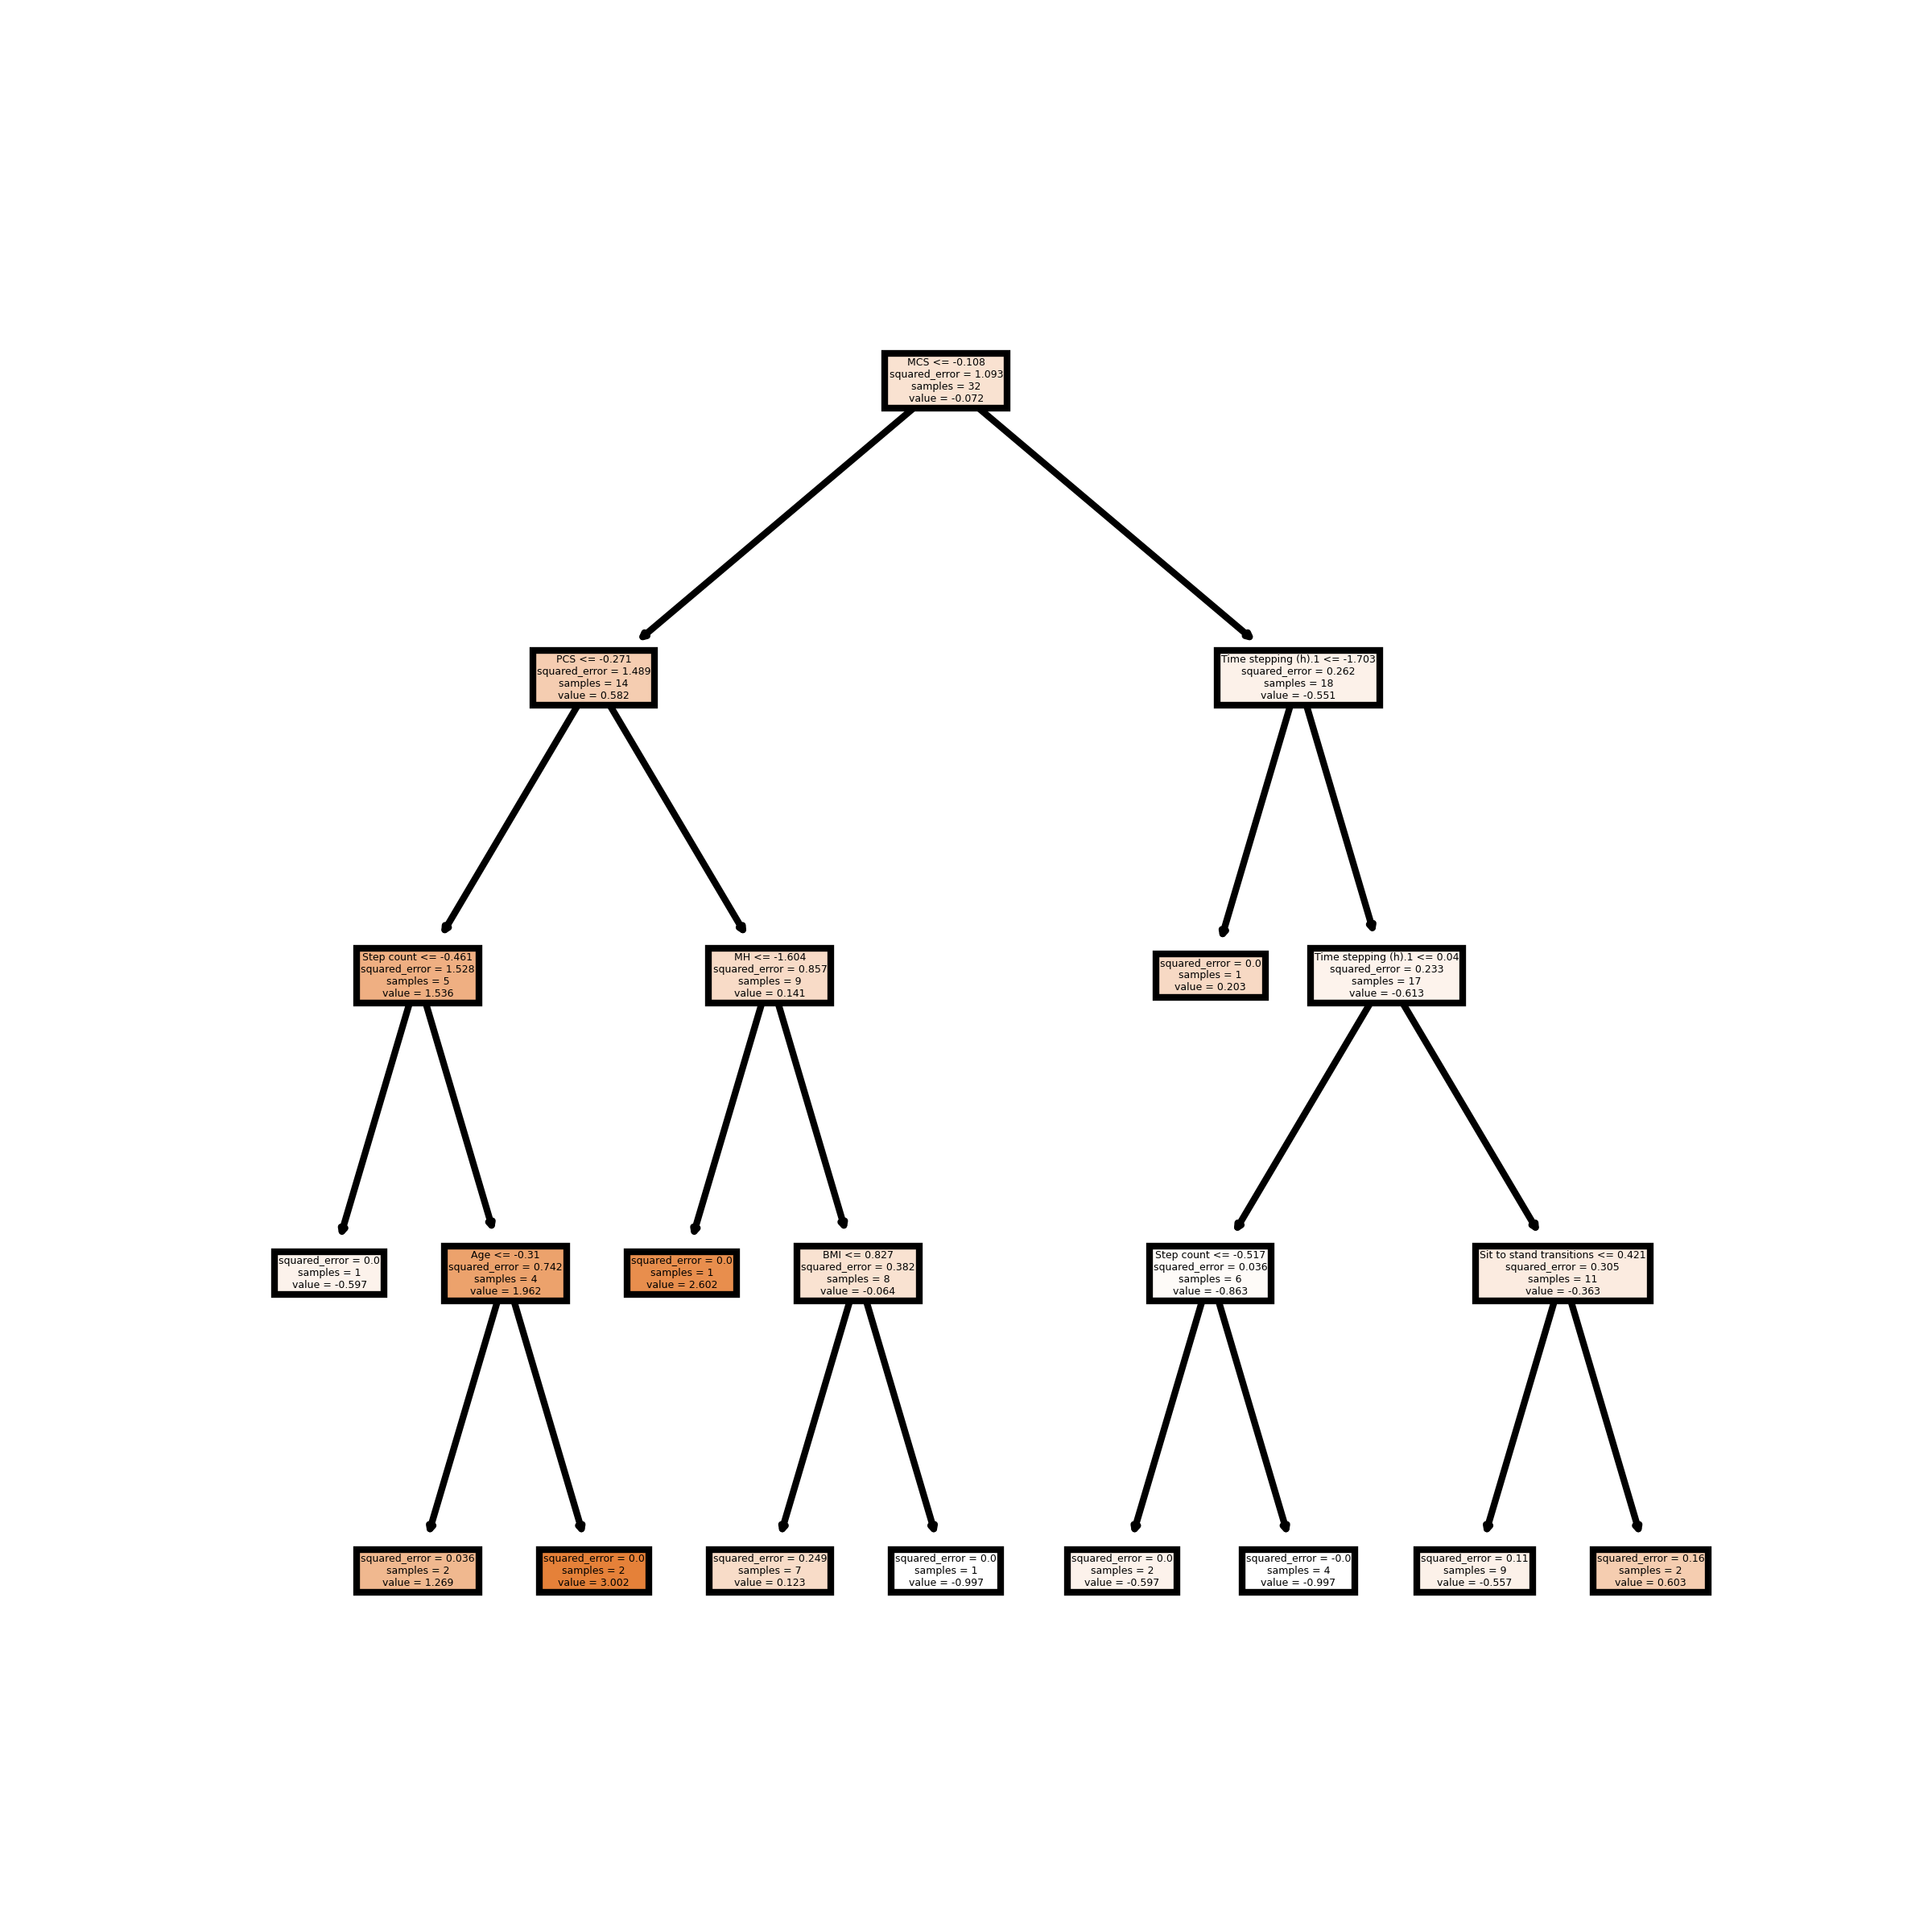 MCS <= -0.108
squared_error = 1.093
samples = 32
value = -0.072
PCS <= -0.271
squared_error = 1.489
samples = 14
value = 0.582
Time stepping (h).1 <= -1.703
squared_error = 0.262
samples = 18
value = -0.551
Step count <= -0.461
squared_error = 1.528
samples = 5
value = 1.536
MH <= -1.604
squared_error = 0.857
samples = 9
value = 0.141
squared_error = 0.0
samples = 1
value = 0.203
Time stepping (h).1 <= 0.04
squared_error = 0.233
samples = 17
value = -0.613
squared_error = 0.0
samples = 1
value = -0.597
Age <= -0.31
squared_error = 0.742
samples = 4
value = 1.962
squared_error = 0.0
samples = 1
value = 2.602
BMI <= 0.827
squared_error = 0.382
samples = 8
value = -0.064
Step count <= -0.517
squared_error = 0.036
samples = 6
value = -0.863
Sit to stand transitions <= 0.421
squared_error = 0.305
samples = 11
value = -0.363
squared_error = 0.036
samples = 2
value = 1.269
squared_error = 0.0
samples = 2
value = 3.002
squared_error = 0.249
samples = 7
value = 0.123
squared_error = 0.0
samples = 1
value = -0.997
squared_error = 0.0
samples = 2
value = -0.597
squared_error = -0.0
samples = 4
value = -0.997
squared_error = 0.11
samples = 9
value = -0.557
squared_error = 0.16
samples = 2
value = 0.603